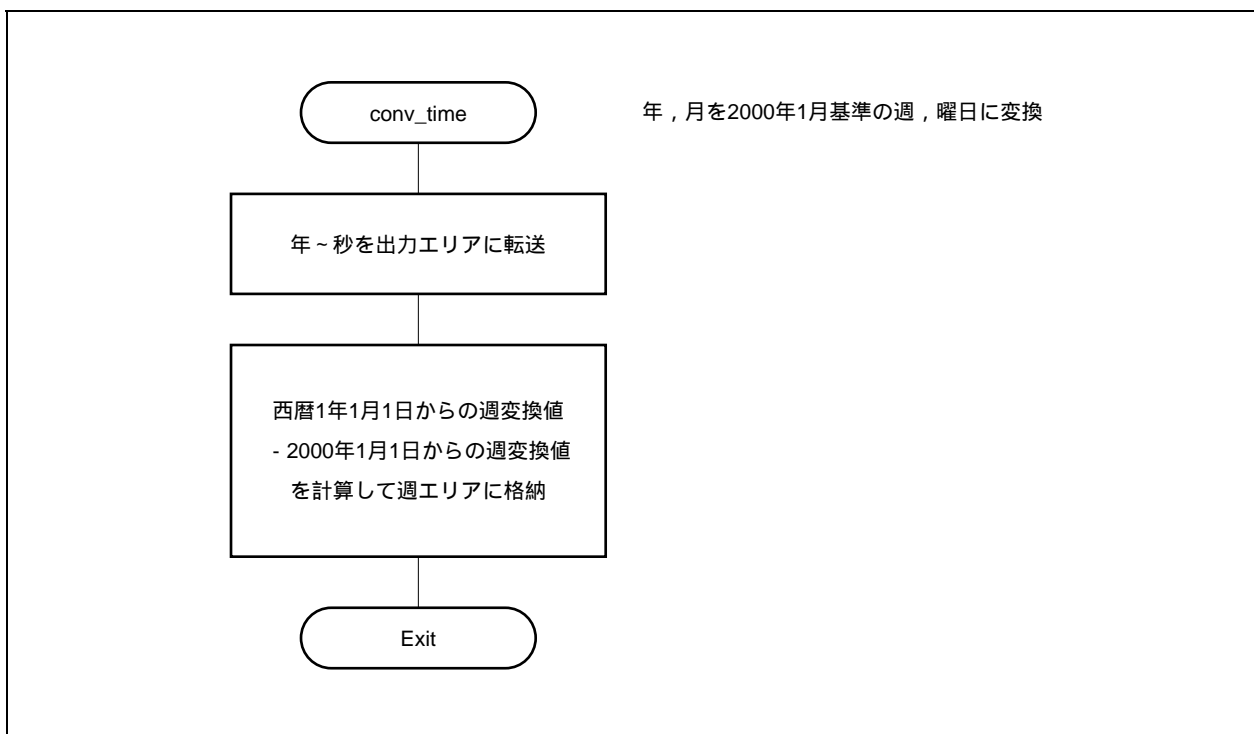 conv_time
年，月を2000年1月基準の週，曜日に変換
年～秒を出力エリアに転送
西暦1年1月1日からの週変換値
- 2000年1月1日からの週変換値
を計算して週エリアに格納
Exit